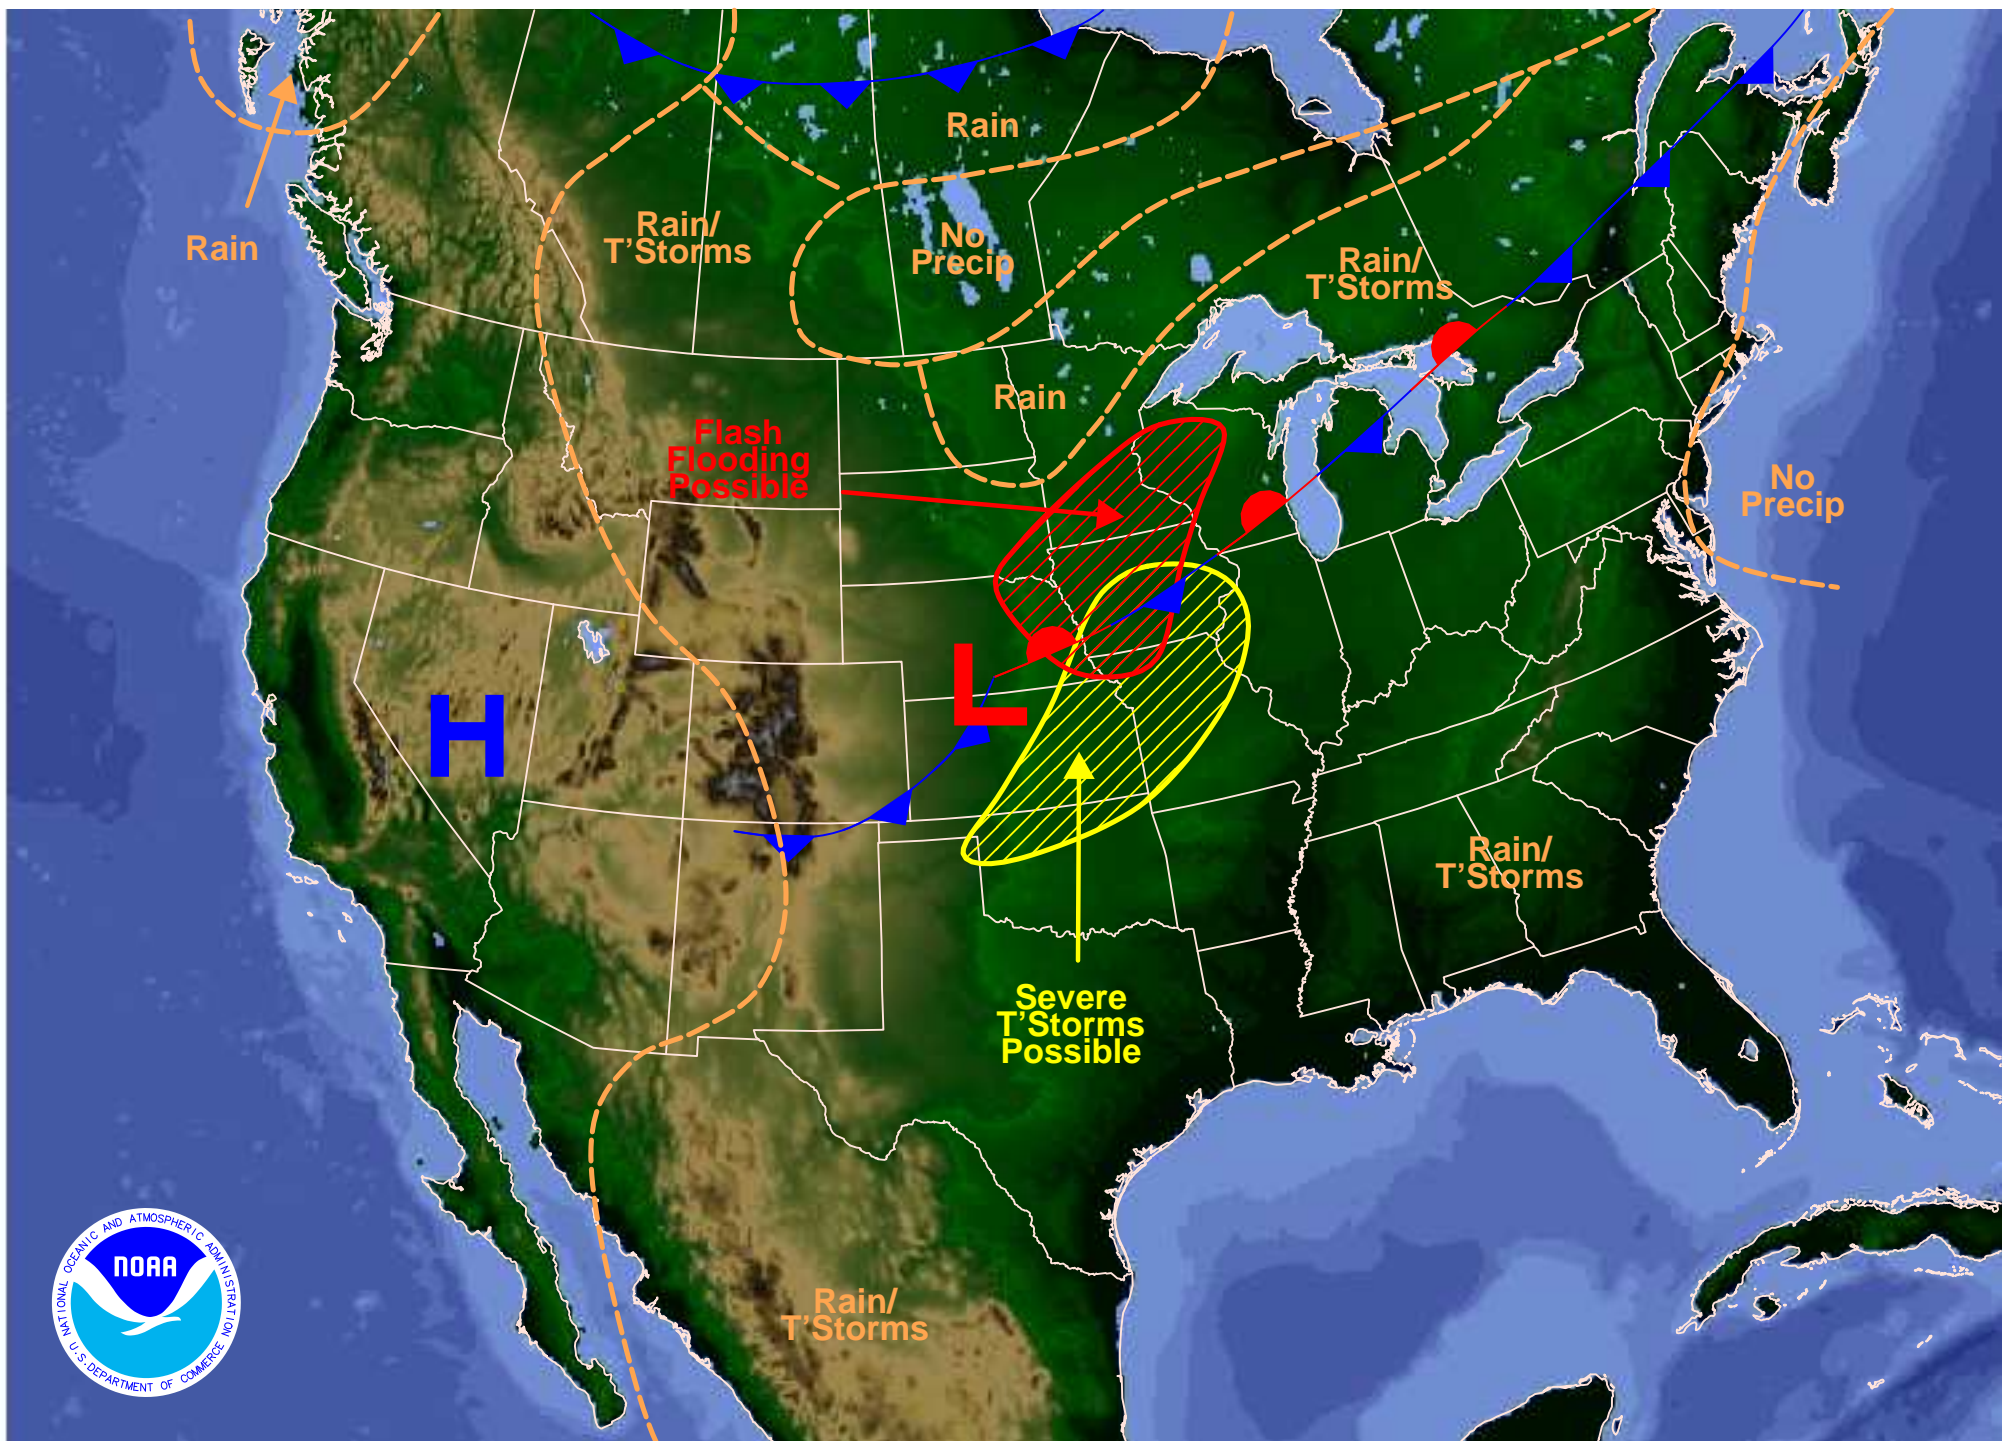 Rain
Rain
Rain/
T'Storms
No
Precip
Rain/
T'Storms
Rain
Flash
Flooding
Possible
No
Precip
H
L
Rain/
T'Storms
Severe
T'Storms
Possible
Rain/
T'Storms
NATIONAL OCEANIC AND ATMOSPHERIC ADMINISTRATION
NOAA
U.S. DEPARTMENT OF COMMERCE